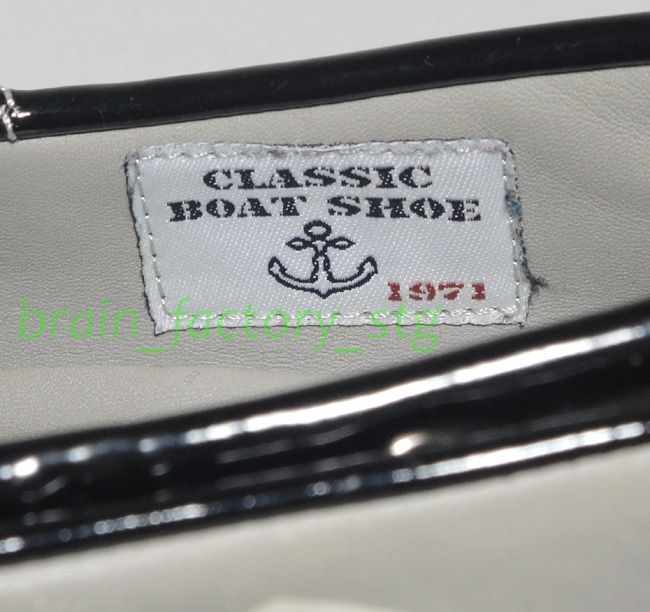 CLASSIC
BOAT SHOE
1971
brain_factory_stg